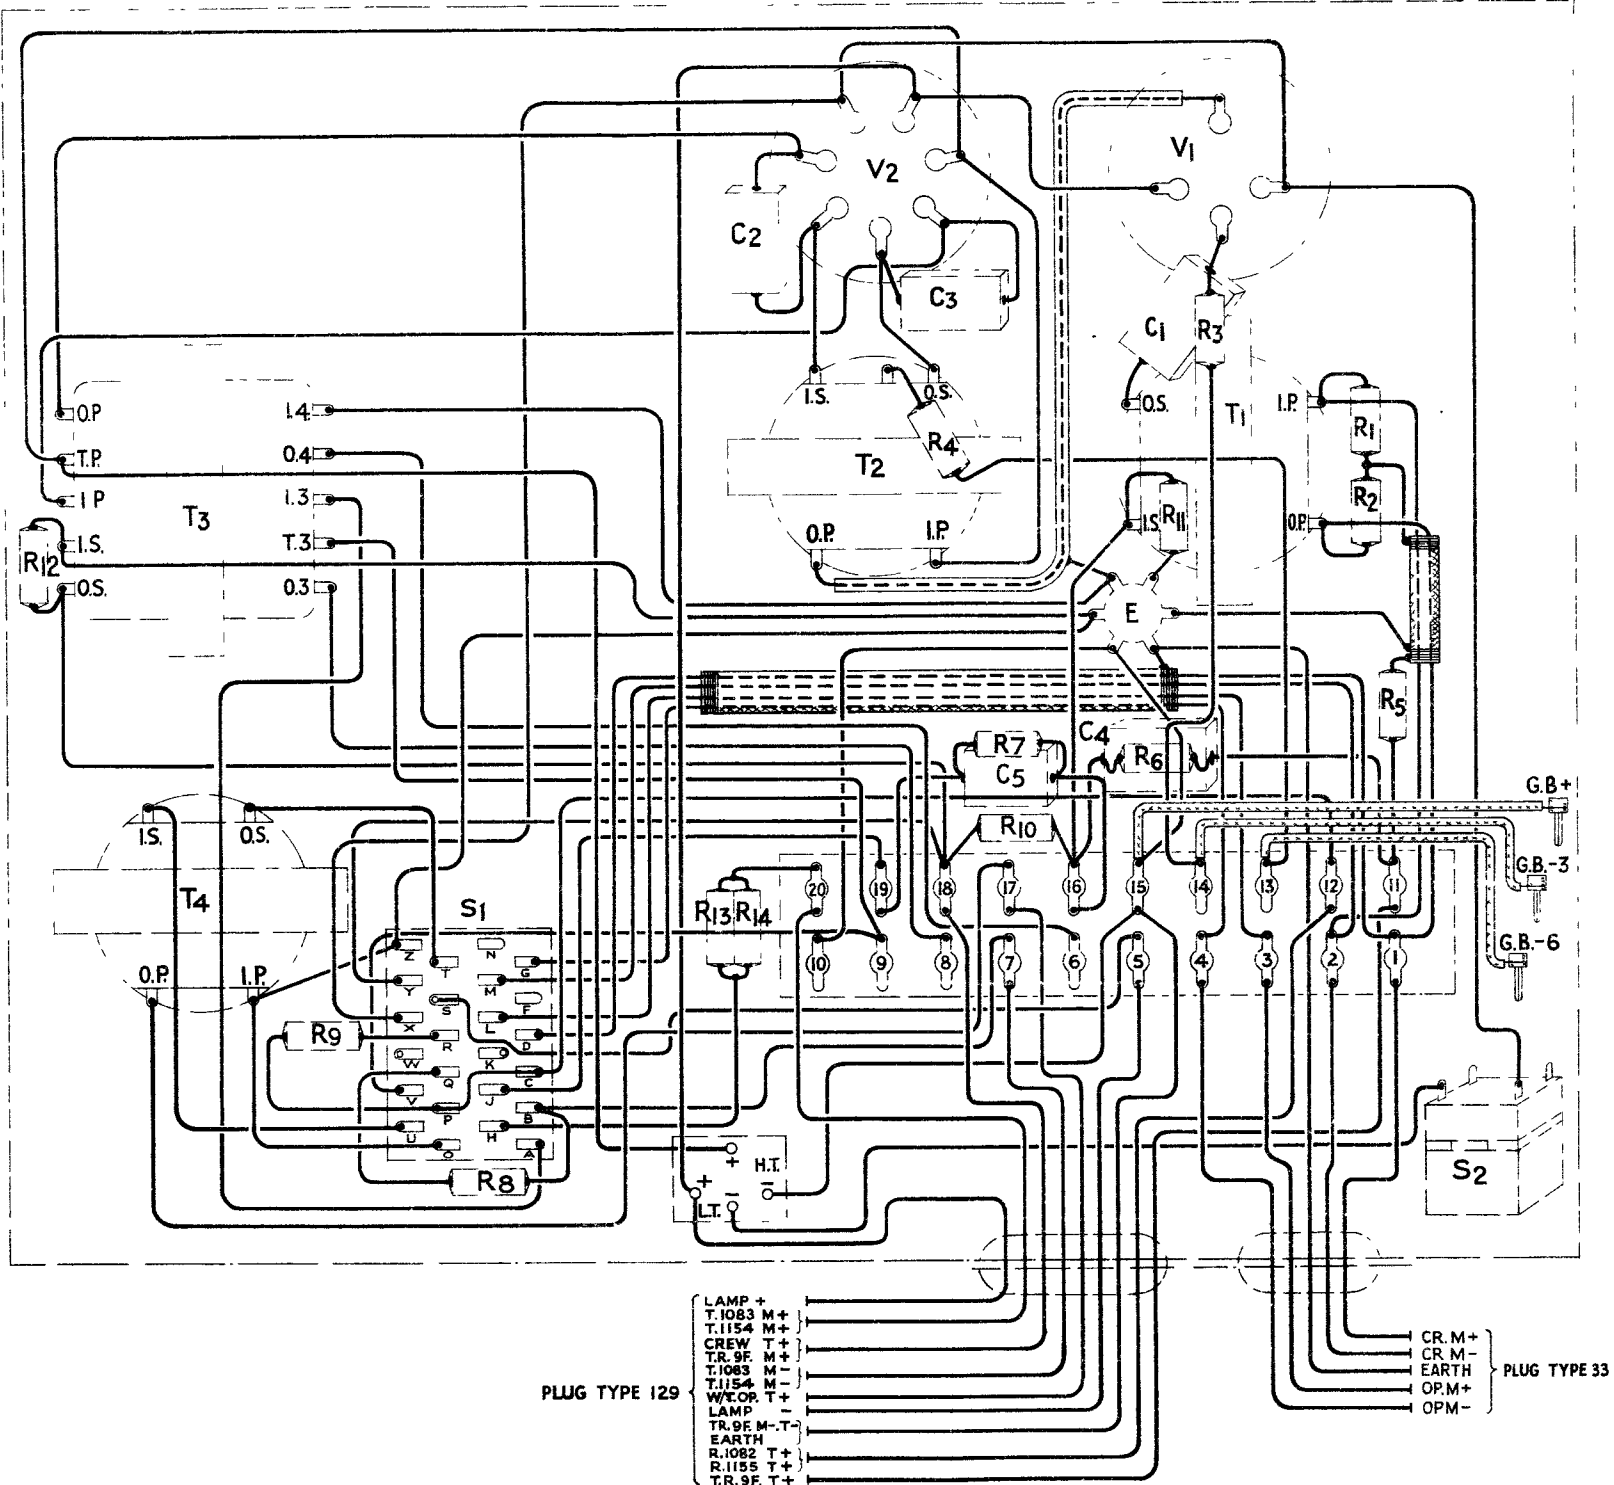 V2
V1
C2
C3
C1
R3
I.S.
O.S.
O.S.
I.P.
T1
R1
O.P
I.4
R4
T.P.
O.4
T2
I P
I.3
R2
T3
I.S.
R11
O.P.
O.P.
I.P.
I.S.
T.3
R12
O.S.
O.3
E
R5
C4
R7
R6
C5
G.B+
I.S.
O.S.
R10
G.B.-3
20 19 18 17 16 15 14 13 12 11
T4
S1
R13 R14
G.B.-6
10 9 8 7 6 5 4 3 2 1
O.P.
I.P.
Z N
T G
Y M
S F
X L
R D
W K
Q C
V J
P B
U H
O A
R9
R8
+
H.T.
+ - -
L.T.
S2
LAMP +
T.1083 M+
T.1154 M+
CREW T+
T.R.9F. M+
T.1083 M-
T.1154 M-
W/T.OP. T+
LAMP -
TR.9F. M-.T-
EARTH
R.1082 T+
R.1155 T+
T.R.9F. T+
PLUG TYPE 129
CR.M+
CR M-
EARTH
OP.M+
OPM-
PLUG TYPE 33